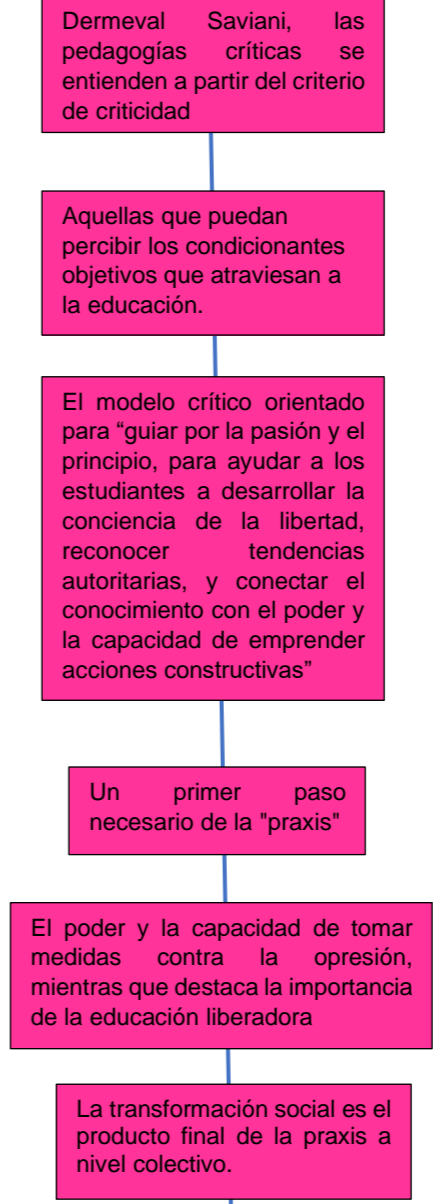 Dermeval Saviani, las
pedagogías críticas se
entienden a partir del criterio
de criticidad
Aquellas que puedan
percibir los condicionantes
objetivos que atraviesan a
la educación.
El modelo crítico orientado
para “guiar por la pasión y el
principio, para ayudar a los
estudiantes a desarrollar la
conciencia de la libertad,
reconocer tendencias
autoritarias, y conectar el
conocimiento con el poder y
la capacidad de emprender
acciones constructivas”
Un primer paso
necesario de la "praxis"
El poder y la capacidad de tomar
medidas contra la opresión,
mientras que destaca la importancia
de la educación liberadora
La transformación social es el
producto final de la praxis a
nivel colectivo.